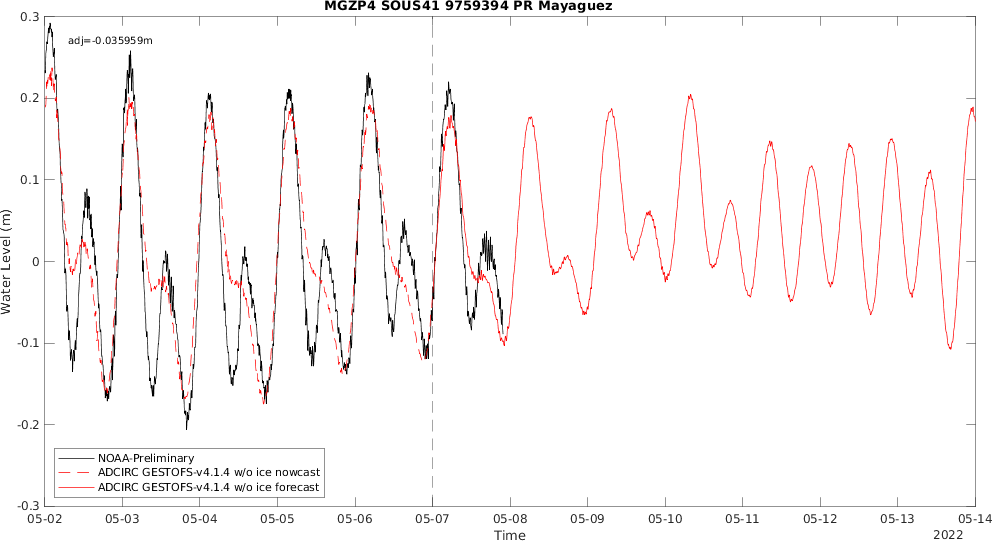 MGZP4 SOUS41 9759394 PR Mayaguez
adj=-0.035959m
0.3
0.2
0.1
0
-0.1
-0.2
-0.3
Water Level (m)
NOAA-Preliminary
ADCIRC GESTOFS-v4.1.4 w/o ice nowcast
ADCIRC GESTOFS-v4.1.4 w/o ice forecast
05-02 05-03 05-04 05-05 05-06 05-07 05-08 05-09 05-10 05-11 05-12 05-13 05-14
Time
2022